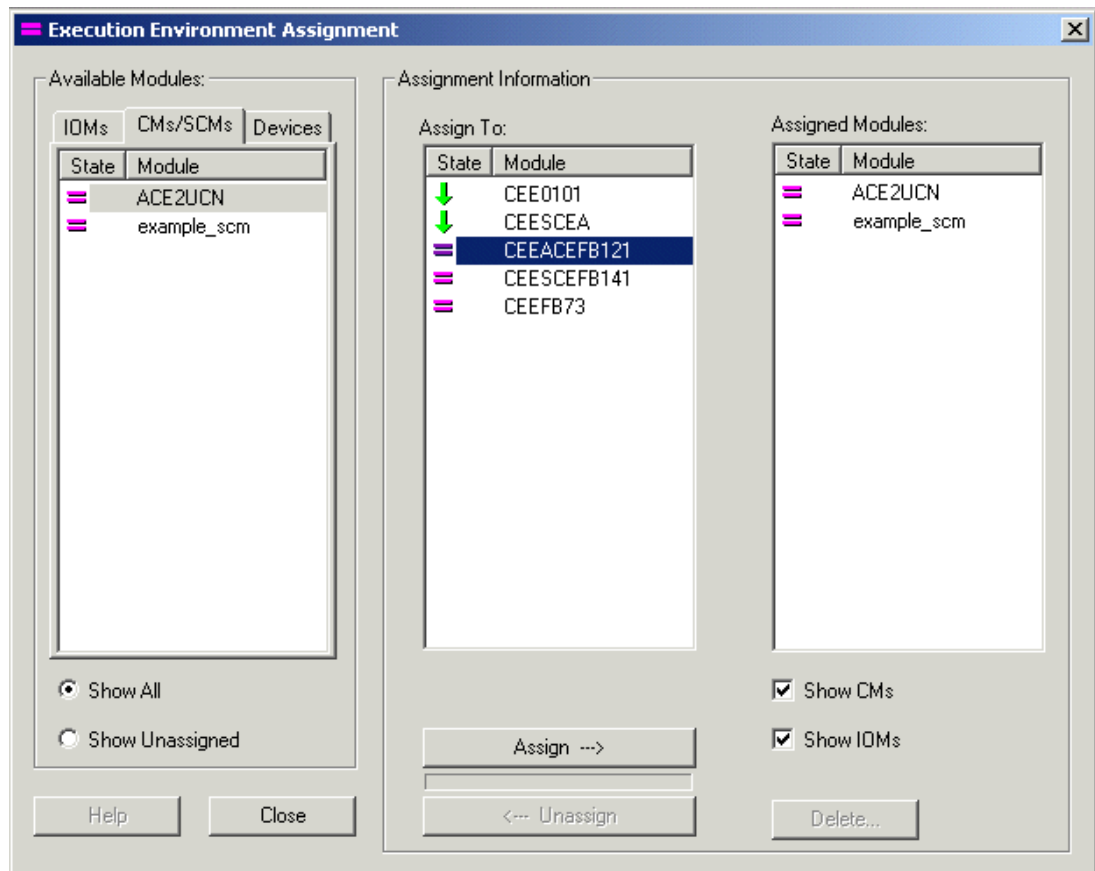 Execution Environment Assignment
Available Modules:
IOMs CMs/SCMs Devices
State Module
ACE2UCN
example_scm
Show All
Show Unassigned
Help Close
Assignment Information
Assign To:
State Module
CEE0101
CEESCEA
CEEACEFB121
CEESCEFB141
CEEFB73
Assign --->
<--- Unassign
Assigned Modules:
State Module
ACE2UCN
example_scm
Show CMs
Show IOMs
Delete...